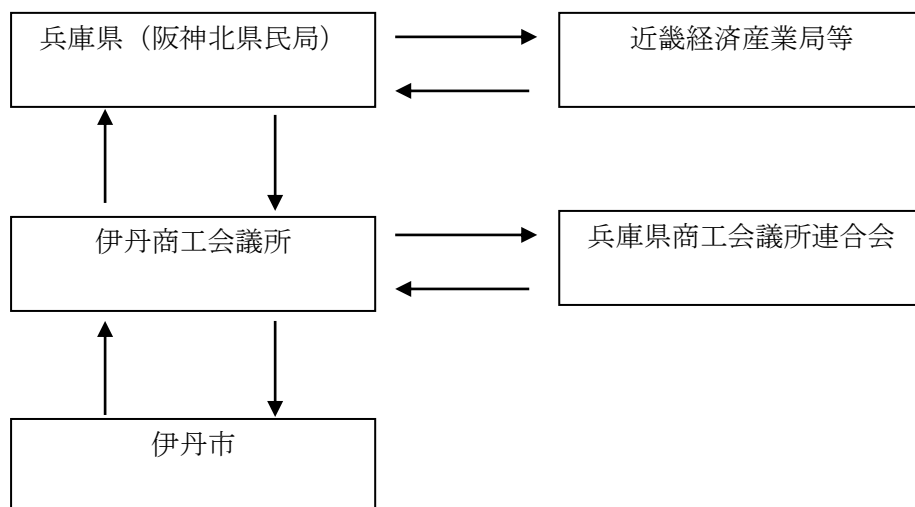 兵庫県（阪神北県民局）
近畿経済産業局等
伊丹商工会議所
兵庫県商工会議所連合会
伊丹市